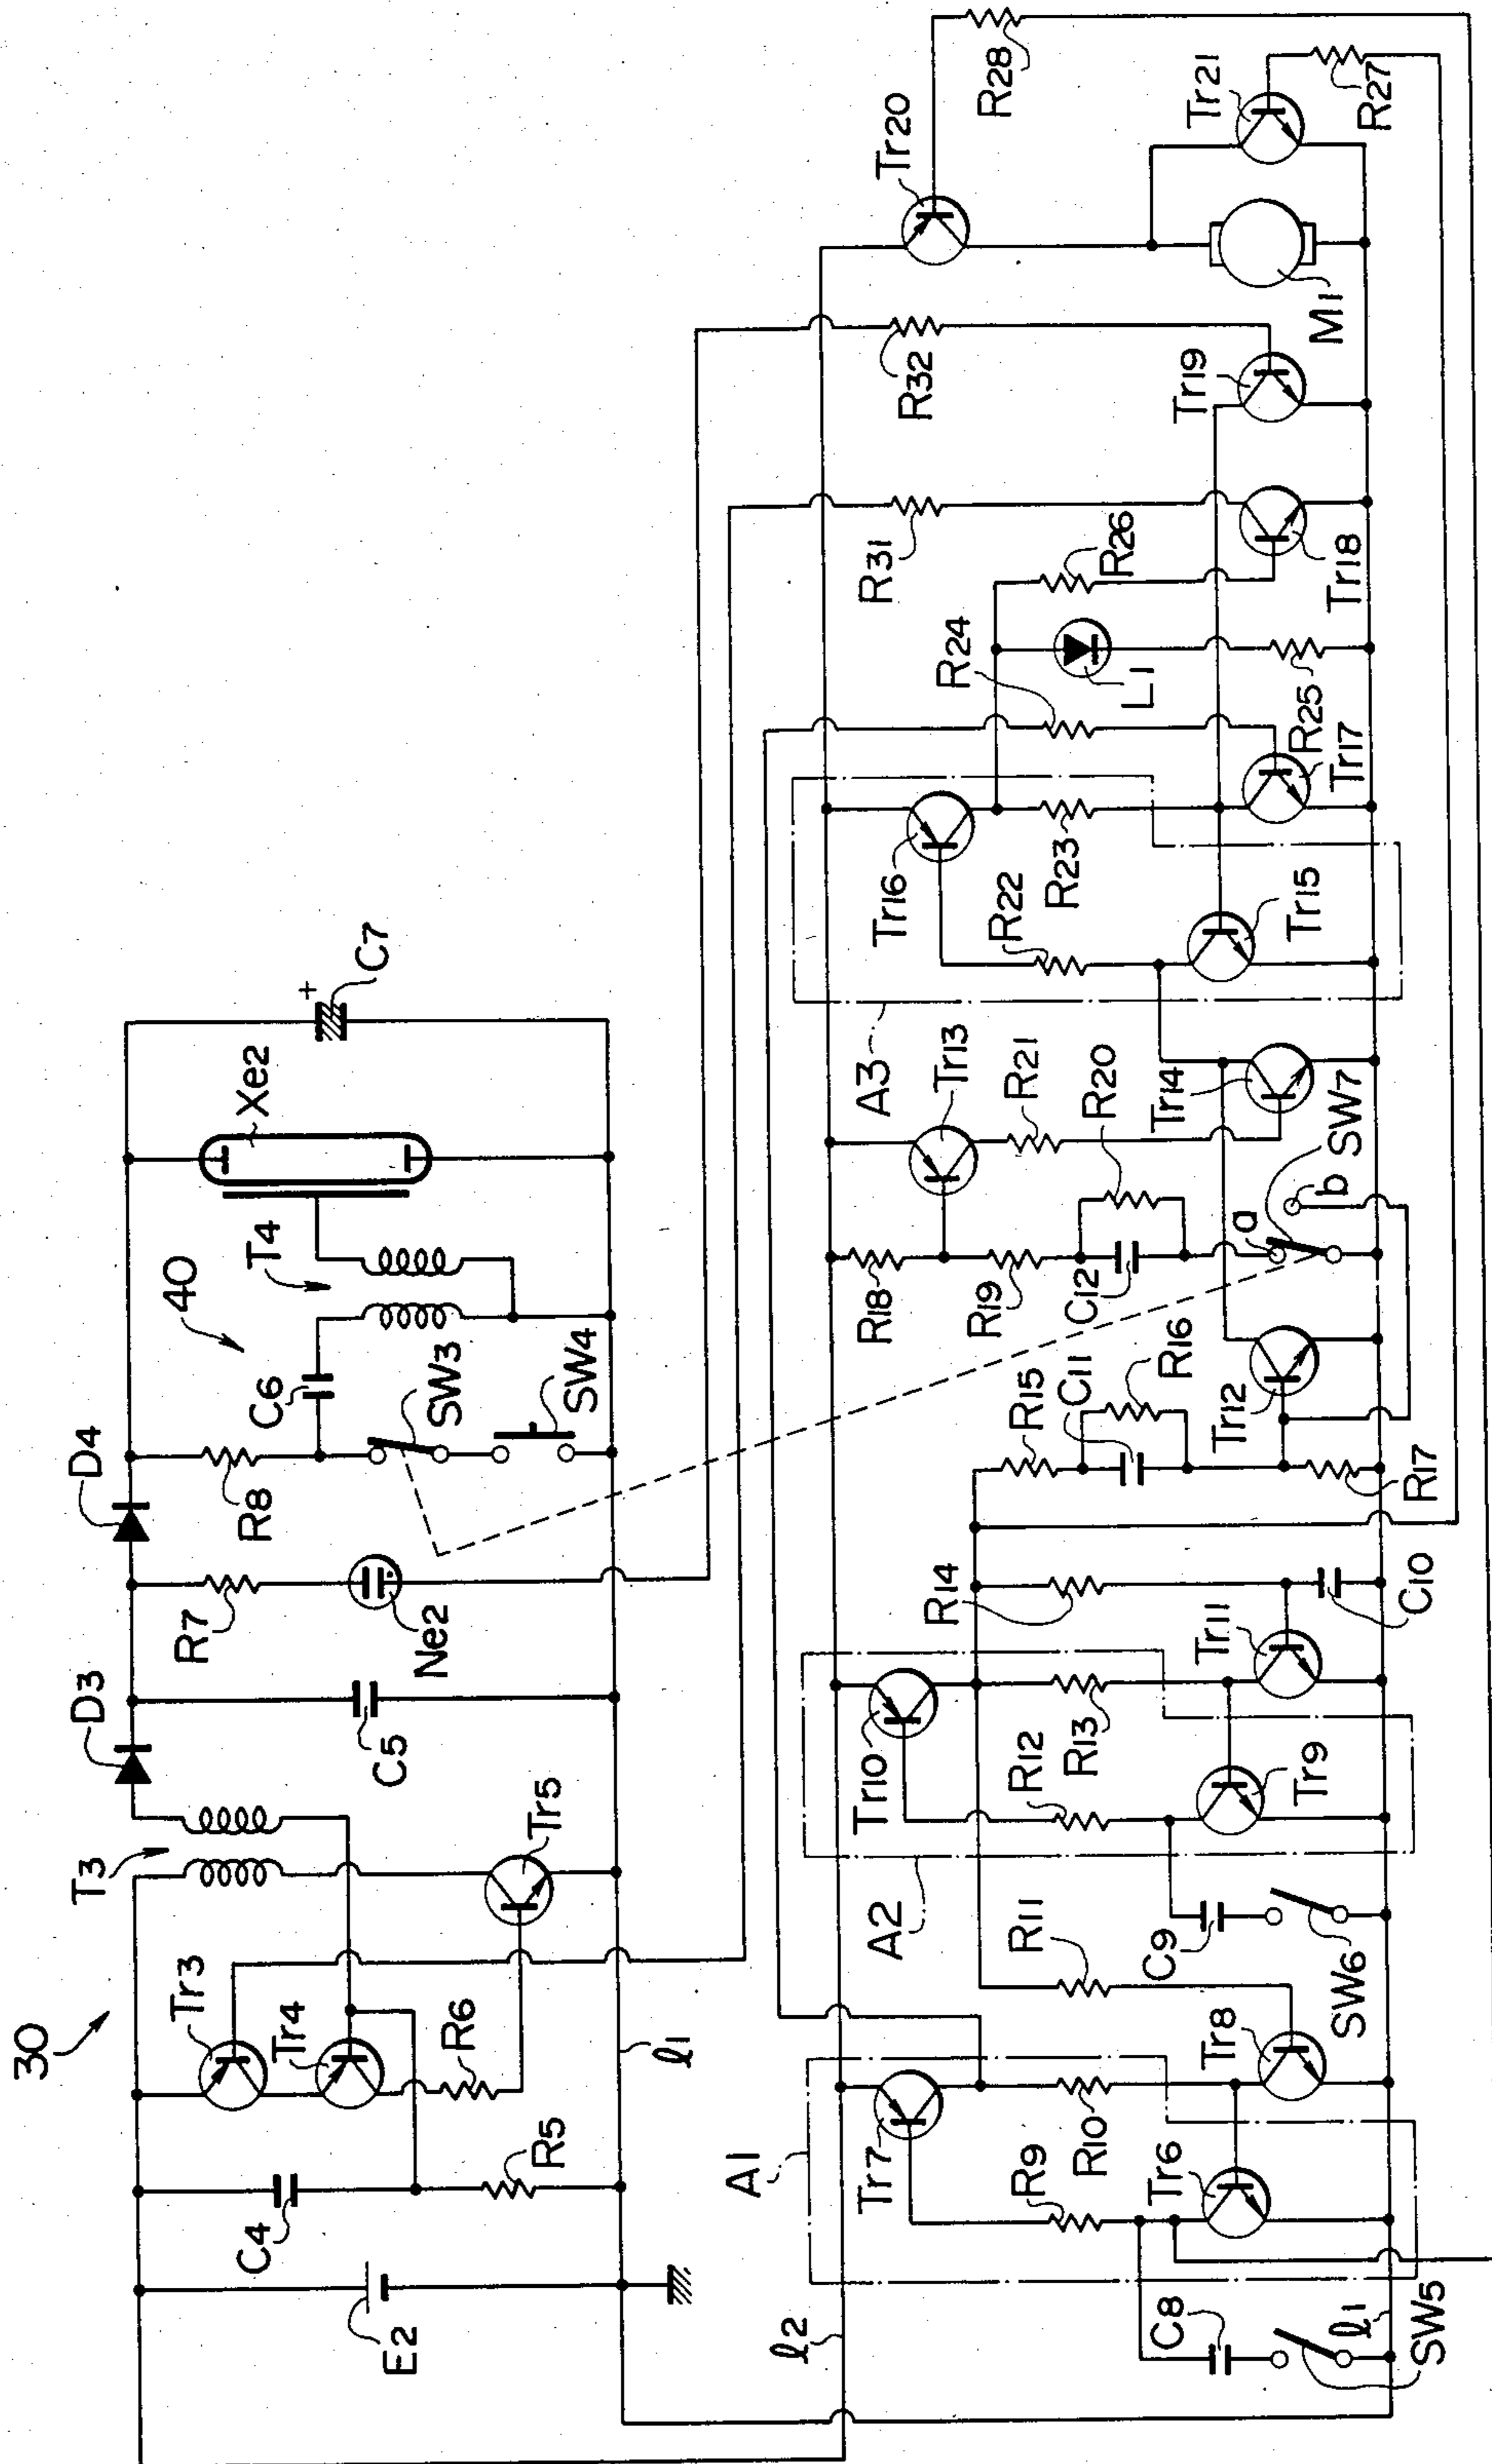 30
40
T3
D3
D4
Tr3
Tr4
Tr5
C4
R5
R6
E2
l1
C5
R7
Ne2
R8
C6
SW3
SW4
T4
Xe2
+
C7
l2
A1
Tr7
R9
R10
Tr6
Tr8
C8
SW5
l1
R11
A2
Tr10
R12
R13
R14
Tr9
Tr11
C9
SW6
C10
R15
C11
R16
R17
Tr12
R18
R19
C12
R20
R21
Tr13
Tr14
a
b
SW7
A3
Tr16
R22
R23
R24
Tr15
Tr17
R25
L1
R26
R31
Tr18
R32
Tr19
M1
Tr20
Tr21
R28
R27